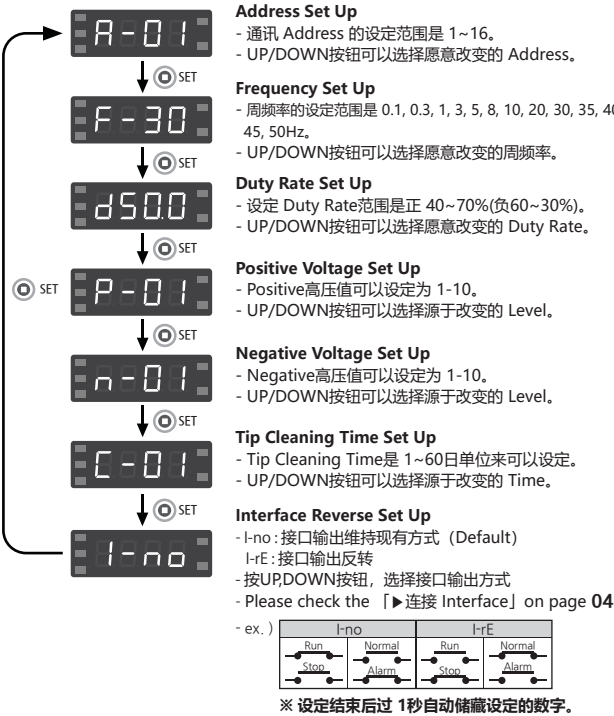 A-01
Address Set Up
- 通讯 Address 的设定范围是 1~16。
- UP/DOWN按钮可以选择愿意改变的 Address。
SET
F-30
Frequency Set Up
- 周频率的设定范围是 0.1, 0.3, 1, 3, 5, 8, 10, 20, 30, 35, 40
45, 50Hz。
- UP/DOWN按钮可以选择愿意改变的周频率。
SET
d50.0
Duty Rate Set Up
- 设定 Duty Rate范围是正 40~70%(负60~30%)。
- UP/DOWN按钮可以选择愿意改变的 Duty Rate。
SET
SET
P-01
Positive Voltage Set Up
- Positive高压值可以设定为 1-10。
- UP/DOWN按钮可以选择源于改变的 Level。
SET
n-01
Negative Voltage Set Up
- Negative高压值可以设定为 1-10。
- UP/DOWN按钮可以选择源于改变的 Level。
SET
C-01
Tip Cleaning Time Set Up
- Tip Cleaning Time是 1~60日单位来可以设定。
- UP/DOWN按钮可以选择源于改变的 Time。
SET
I-no
Interface Reverse Set Up
- I-no : 接口输出维持现有方式（Default）
I-rE : 接口输出反转
- 按UP,DOWN按钮，选择接口输出方式
- Please check the 「▶连接 Interface」on page 04
- ex. )
I-no I-rE
Run Normal Run Normal
Stop Alarm Stop Alarm
※ 设定结束后过 1秒自动储藏设定的数字。